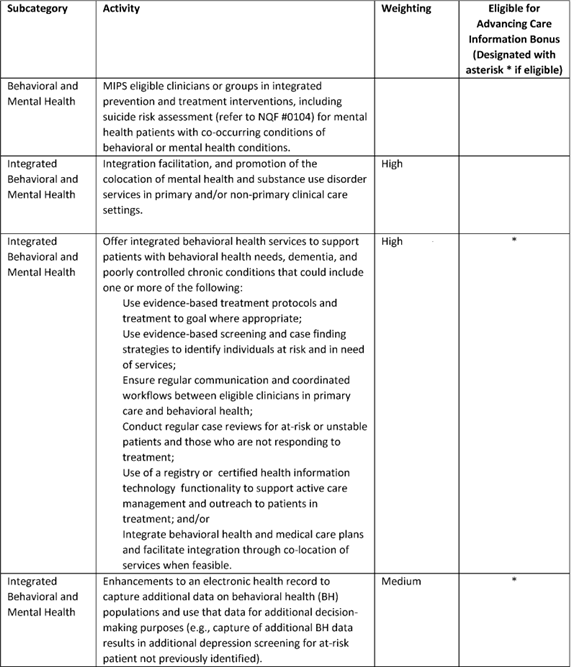 Subcategory Activity Weighting Eligible for
Advancing Care
Information Bonus
(Designated with
asterisk * if eligible)
Behavioral and MIPS eligible clinicians or groups in integrated
Mental Health prevention and treatment interventions, including
suicide risk assessment (refer to NQF #0104) for mental
health patients with co-occurring conditions of
behavioral or mental health conditions.
Integrated Integration facilitation, and promotion of the High
Behavioral and colocation of mental health and substance use disorder
Mental Health services in primary and/or non-primary clinical care
settings.
Integrated Offer integrated behavioral health services to support High *
Behavioral and patients with behavioral health needs, dementia, and
Mental Health poorly controlled chronic conditions that could include
one or more of the following:
Use evidence-based treatment protocols and
treatment to goal where appropriate;
Use evidence-based screening and case finding
strategies to identify individuals at risk and in need
of services;
Ensure regular communication and coordinated
workflows between eligible clinicians in primary
care and behavioral health;
Conduct regular case reviews for at-risk or unstable
patients and those who are not responding to
treatment;
Use of a registry or certified health information
technology functionality to support active care
management and outreach to patients in
treatment; and/or
Integrate behavioral health and medical care plans
and facilitate integration through co-location of
services when feasible.
Integrated Enhancements to an electronic health record to Medium *
Behavioral and capture additional data on behavioral health (BH)
Mental Health populations and use that data for additional decision-
making purposes (e.g., capture of additional BH data
results in additional depression screening for at-risk
patient not previously identified).